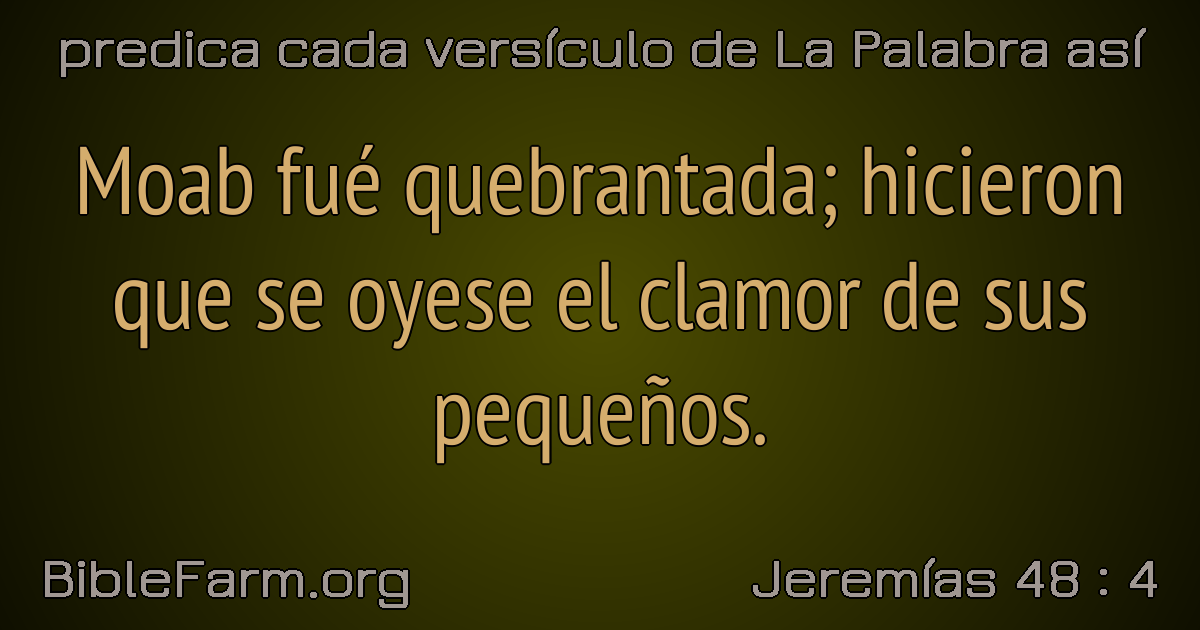 predica cada versículo de La Palabra así
Moab fué quebrantada; hicieron
que se oyese el clamor de sus
pequeños.
BibleFarm.org
Jeremías 48 : 4